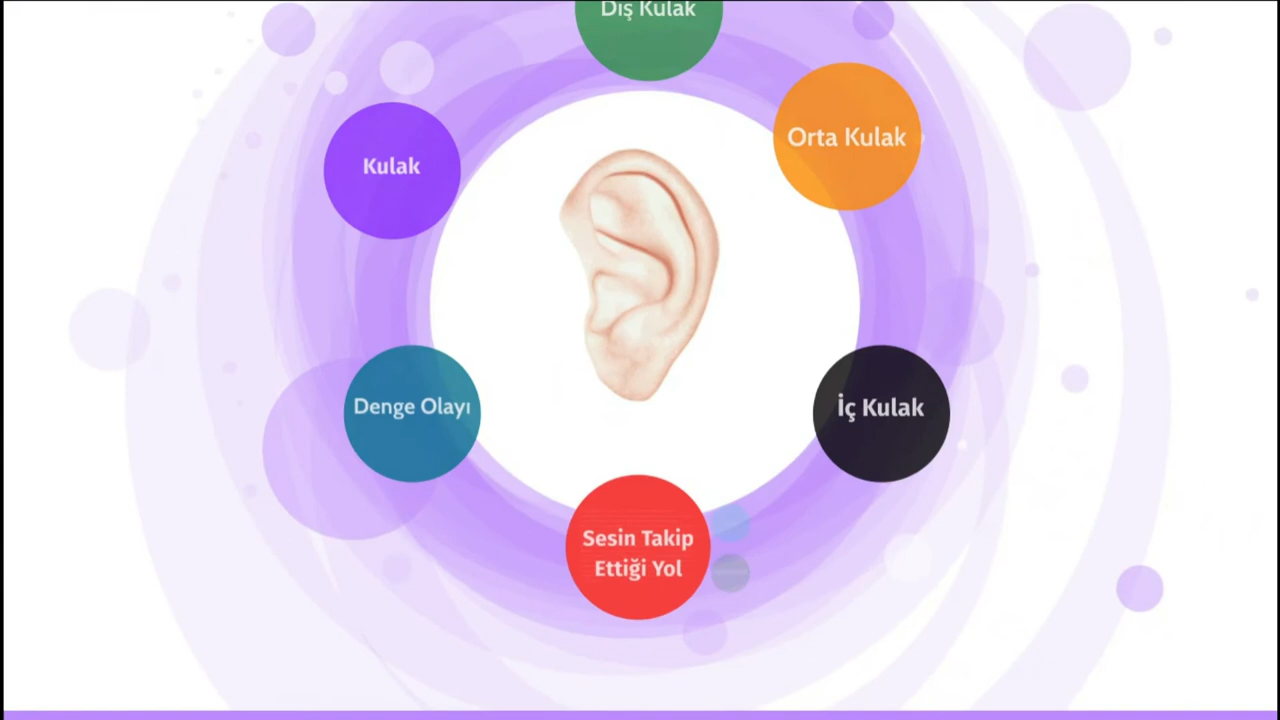 Dış Kulak
Orta Kulak
Kulak
İç Kulak
Denge Olayı
Sesin Takip
Ettiği Yol